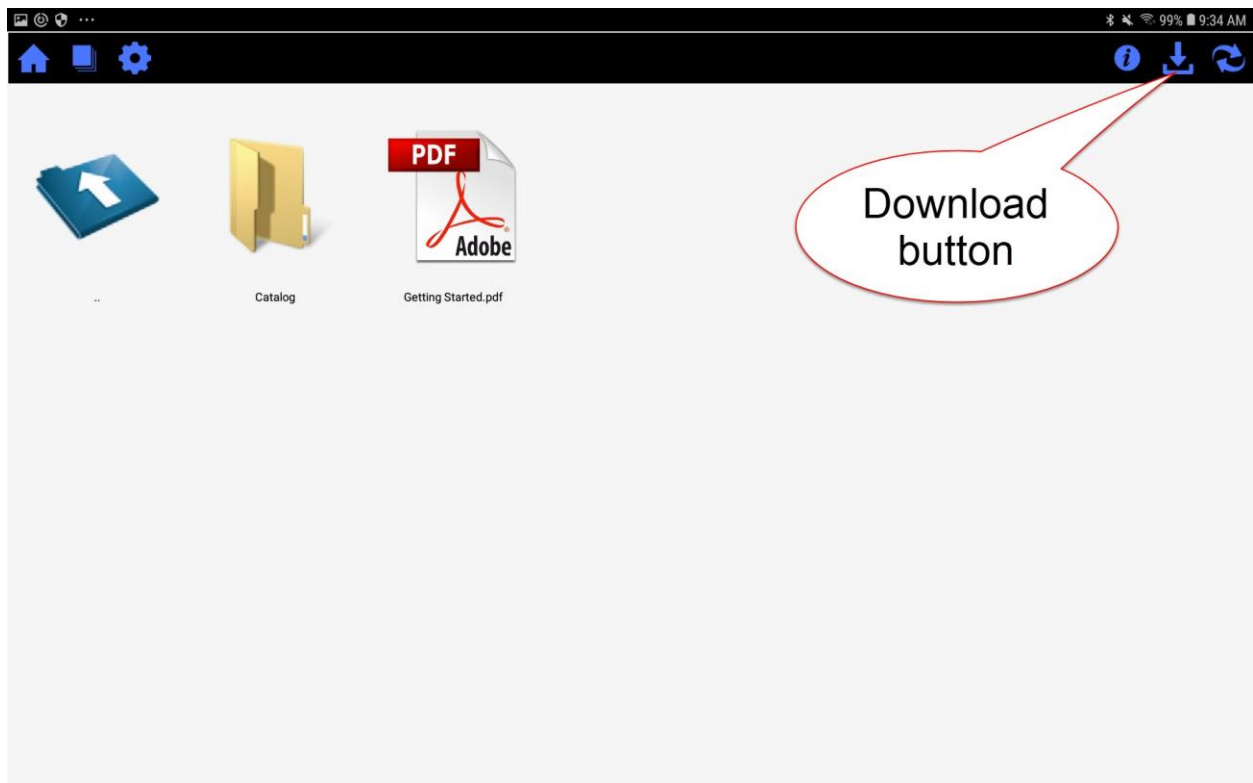 99% 9:34 AM
i
PDF
Adobe
Download
button
..
Catalog
Getting Started.pdf